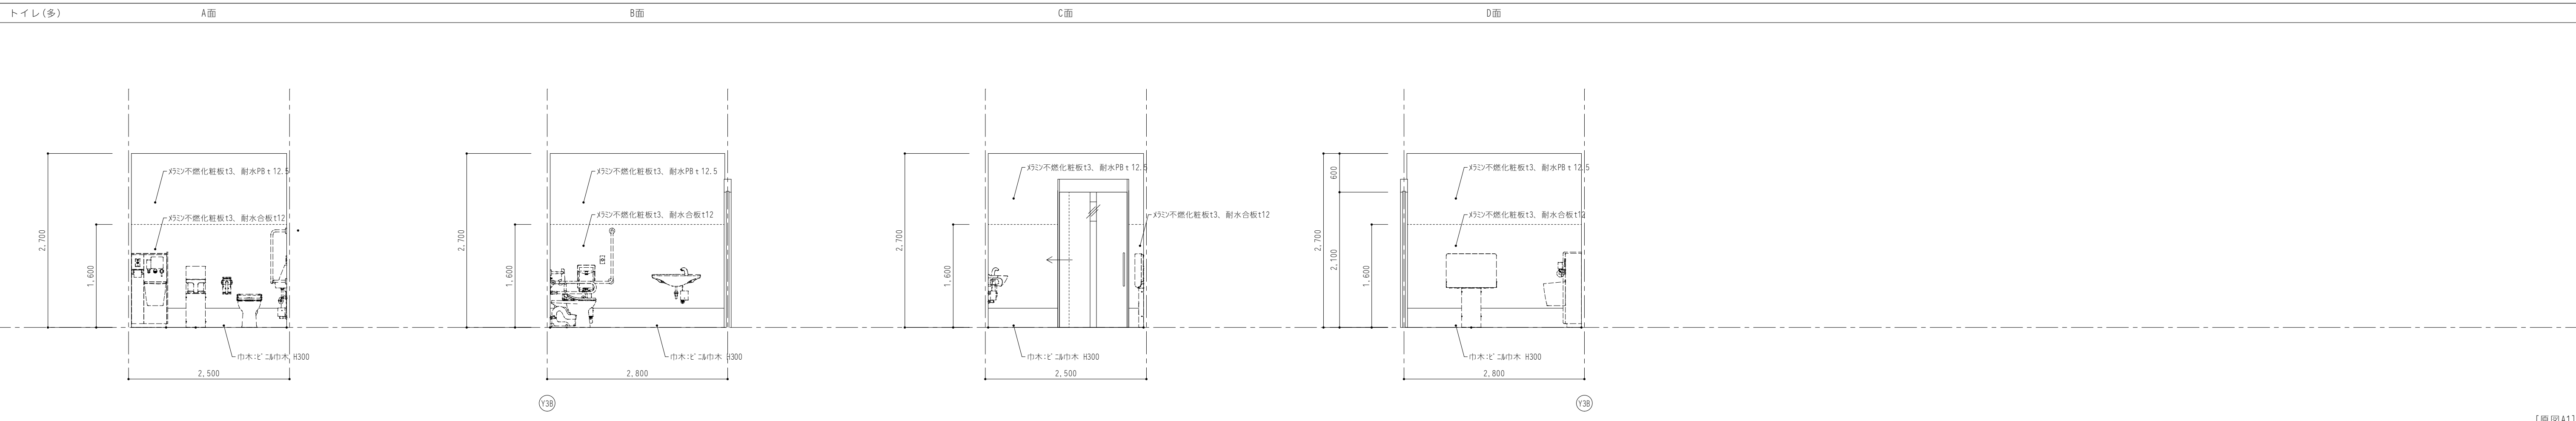 トイレ(多)
A面
B面
C面
D面
ﾒﾗﾐﾝ不燃化粧板t3、耐水PBｔ12.5
ﾒﾗﾐﾝ不燃化粧板t3、耐水合板t12
2,700
1,600
巾木:ﾋﾞﾆﾙ巾木 H300
2,500
ﾒﾗﾐﾝ不燃化粧板t3、耐水PBｔ12.5
ﾒﾗﾐﾝ不燃化粧板t3、耐水合板t12
2,700
1,600
巾木:ﾋﾞﾆﾙ巾木 H300
2,800
Y3B
ﾒﾗﾐﾝ不燃化粧板t3、耐水PBｔ12.5
ﾒﾗﾐﾝ不燃化粧板t3、耐水合板t12
2,700
1,600
巾木:ﾋﾞﾆﾙ巾木 H300
2,500
ﾒﾗﾐﾝ不燃化粧板t3、耐水PBｔ12.5
ﾒﾗﾐﾝ不燃化粧板t3、耐水合板t12
600
2,700
2,100
1,600
巾木:ﾋﾞﾆﾙ巾木 H300
2,800
Y3B
[原図A1]